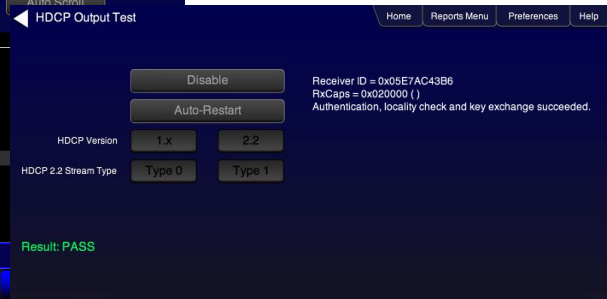 Auto Scroll
HDCP Output Test
Home
Reports Menu
Preferences
Help
Disable
Auto-Restart
Receiver ID = 0x05E7AC43B6
RxCaps = 0x020000 ( )
Authentication, locality check and key exchange succeeded.
HDCP Version
1.x
2.2
HDCP 2.2 Stream Type
Type 0
Type 1
Result: PASS